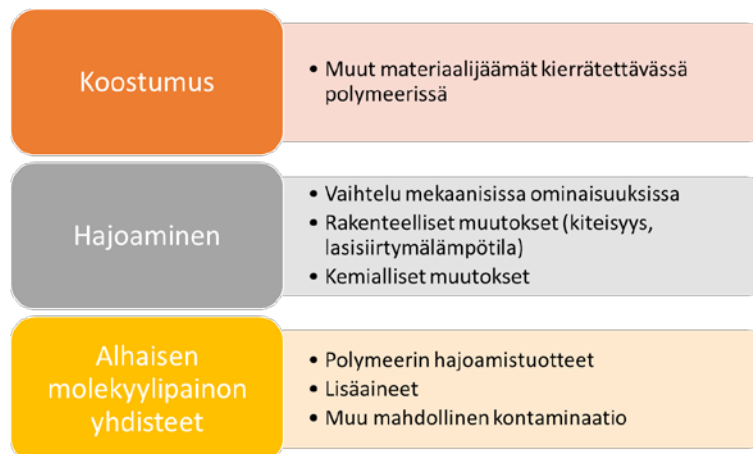 Koostumus
• Muut materiaalijäämät kierrätettävässä
polymeerissä
Hajoaminen
• Vaihtelu mekaanisissa ominaisuuksissa
• Rakenteelliset muutokset (kiteisyys,
lasisiirtymälämpötila)
• Kemialliset muutokset
Alhaisen
molekyylipainon
yhdisteet
• Polymeerin hajoamistuotteet
• Lisäaineet
• Muu mahdollinen kontaminaatio